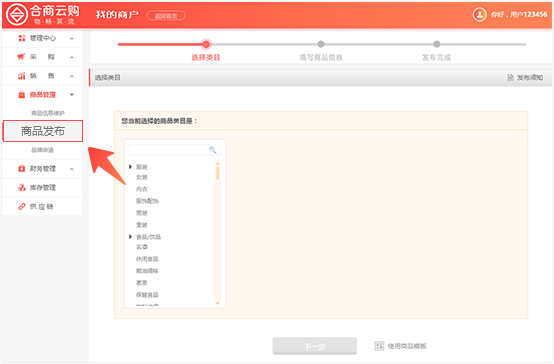 合商云购
物·畅·其·流
我的商户
返回首页
你好，用户123456
管理中心
采 购
销 售
商品管理
商品信息维护
商品发布
品牌申请
财务管理
库存管理
供 应 链
选择类目
填写商品信息
发布完成
选择类目
发布须知
您当前选择的商品类目是：
服装
女装
内衣
服饰配饰
男装
童装
食品/饮品
名酒
休闲食品
粮油调味
茗茶
保健食品
下一步
使用商品模板